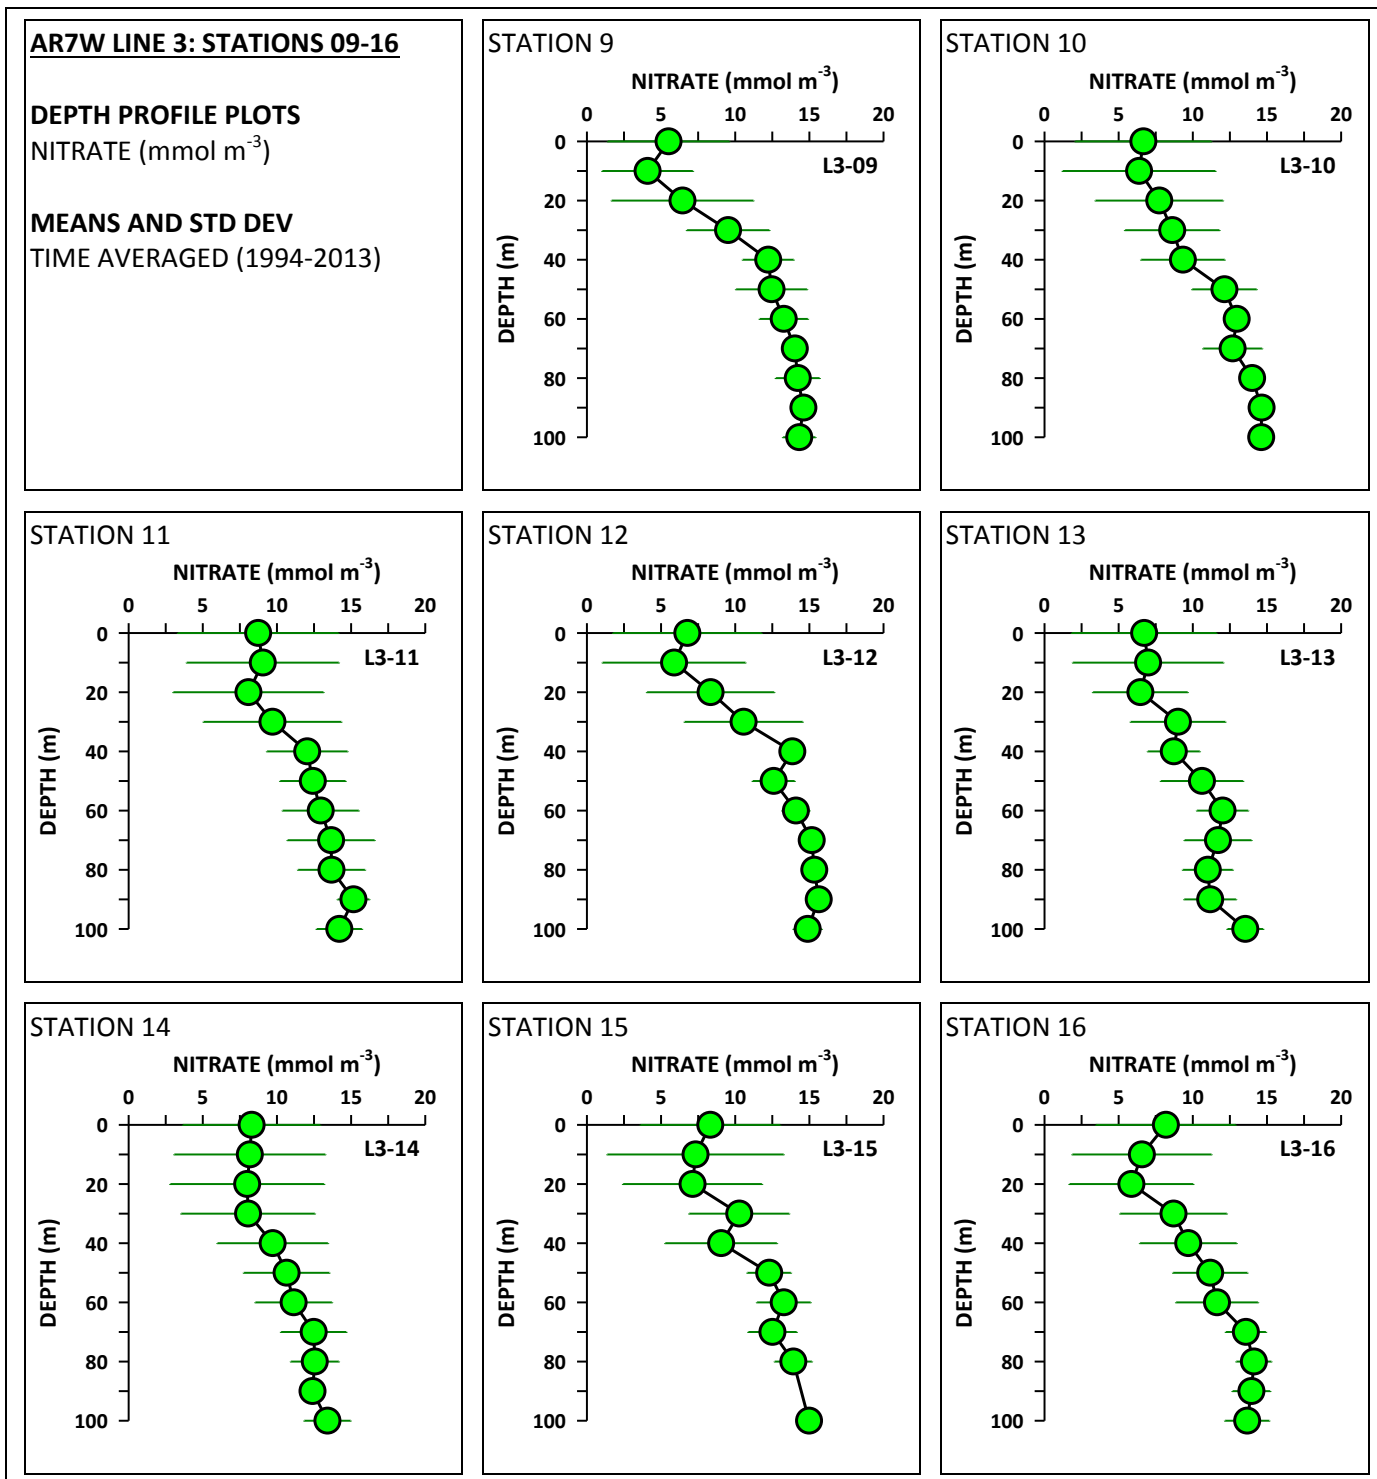 AR7W LINE 3: STATIONS 09-16
DEPTH PROFILE PLOTS
NITRATE (mmol m⁻³)
MEANS AND STD DEV
TIME AVERAGED (1994-2013)
STATION 9
NITRATE (mmol m⁻³)
0 5 10 15 20
0
20
40
60
80
100
DEPTH (m)
L3-09
STATION 10
NITRATE (mmol m⁻³)
0 5 10 15 20
0
20
40
60
80
100
DEPTH (m)
L3-10
STATION 11
NITRATE (mmol m⁻³)
0 5 10 15 20
0
20
40
60
80
100
DEPTH (m)
L3-11
STATION 12
NITRATE (mmol m⁻³)
0 5 10 15 20
0
20
40
60
80
100
DEPTH (m)
L3-12
STATION 13
NITRATE (mmol m⁻³)
0 5 10 15 20
0
20
40
60
80
100
DEPTH (m)
L3-13
STATION 14
NITRATE (mmol m⁻³)
0 5 10 15 20
0
20
40
60
80
100
DEPTH (m)
L3-14
STATION 15
NITRATE (mmol m⁻³)
0 5 10 15 20
0
20
40
60
80
100
DEPTH (m)
L3-15
STATION 16
NITRATE (mmol m⁻³)
0 5 10 15 20
0
20
40
60
80
100
DEPTH (m)
L3-16